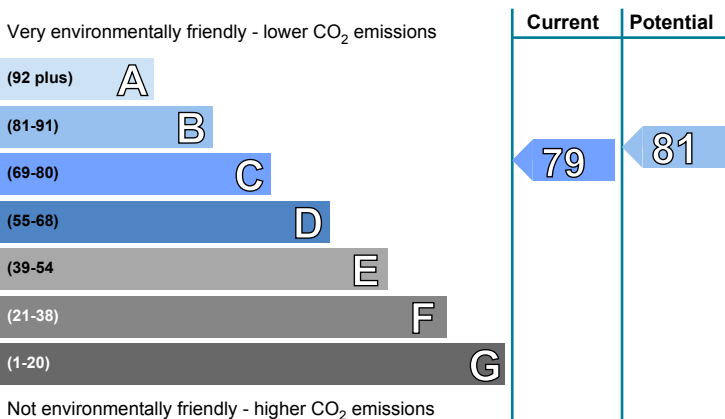 Very environmentally friendly - lower CO2 emissions
Current
Potential
(92 plus) A
(81-91) B
(69-80) C
(55-68) D
(39-54 E
(21-38) F
(1-20) G
79
81
Not environmentally friendly - higher CO2 emissions